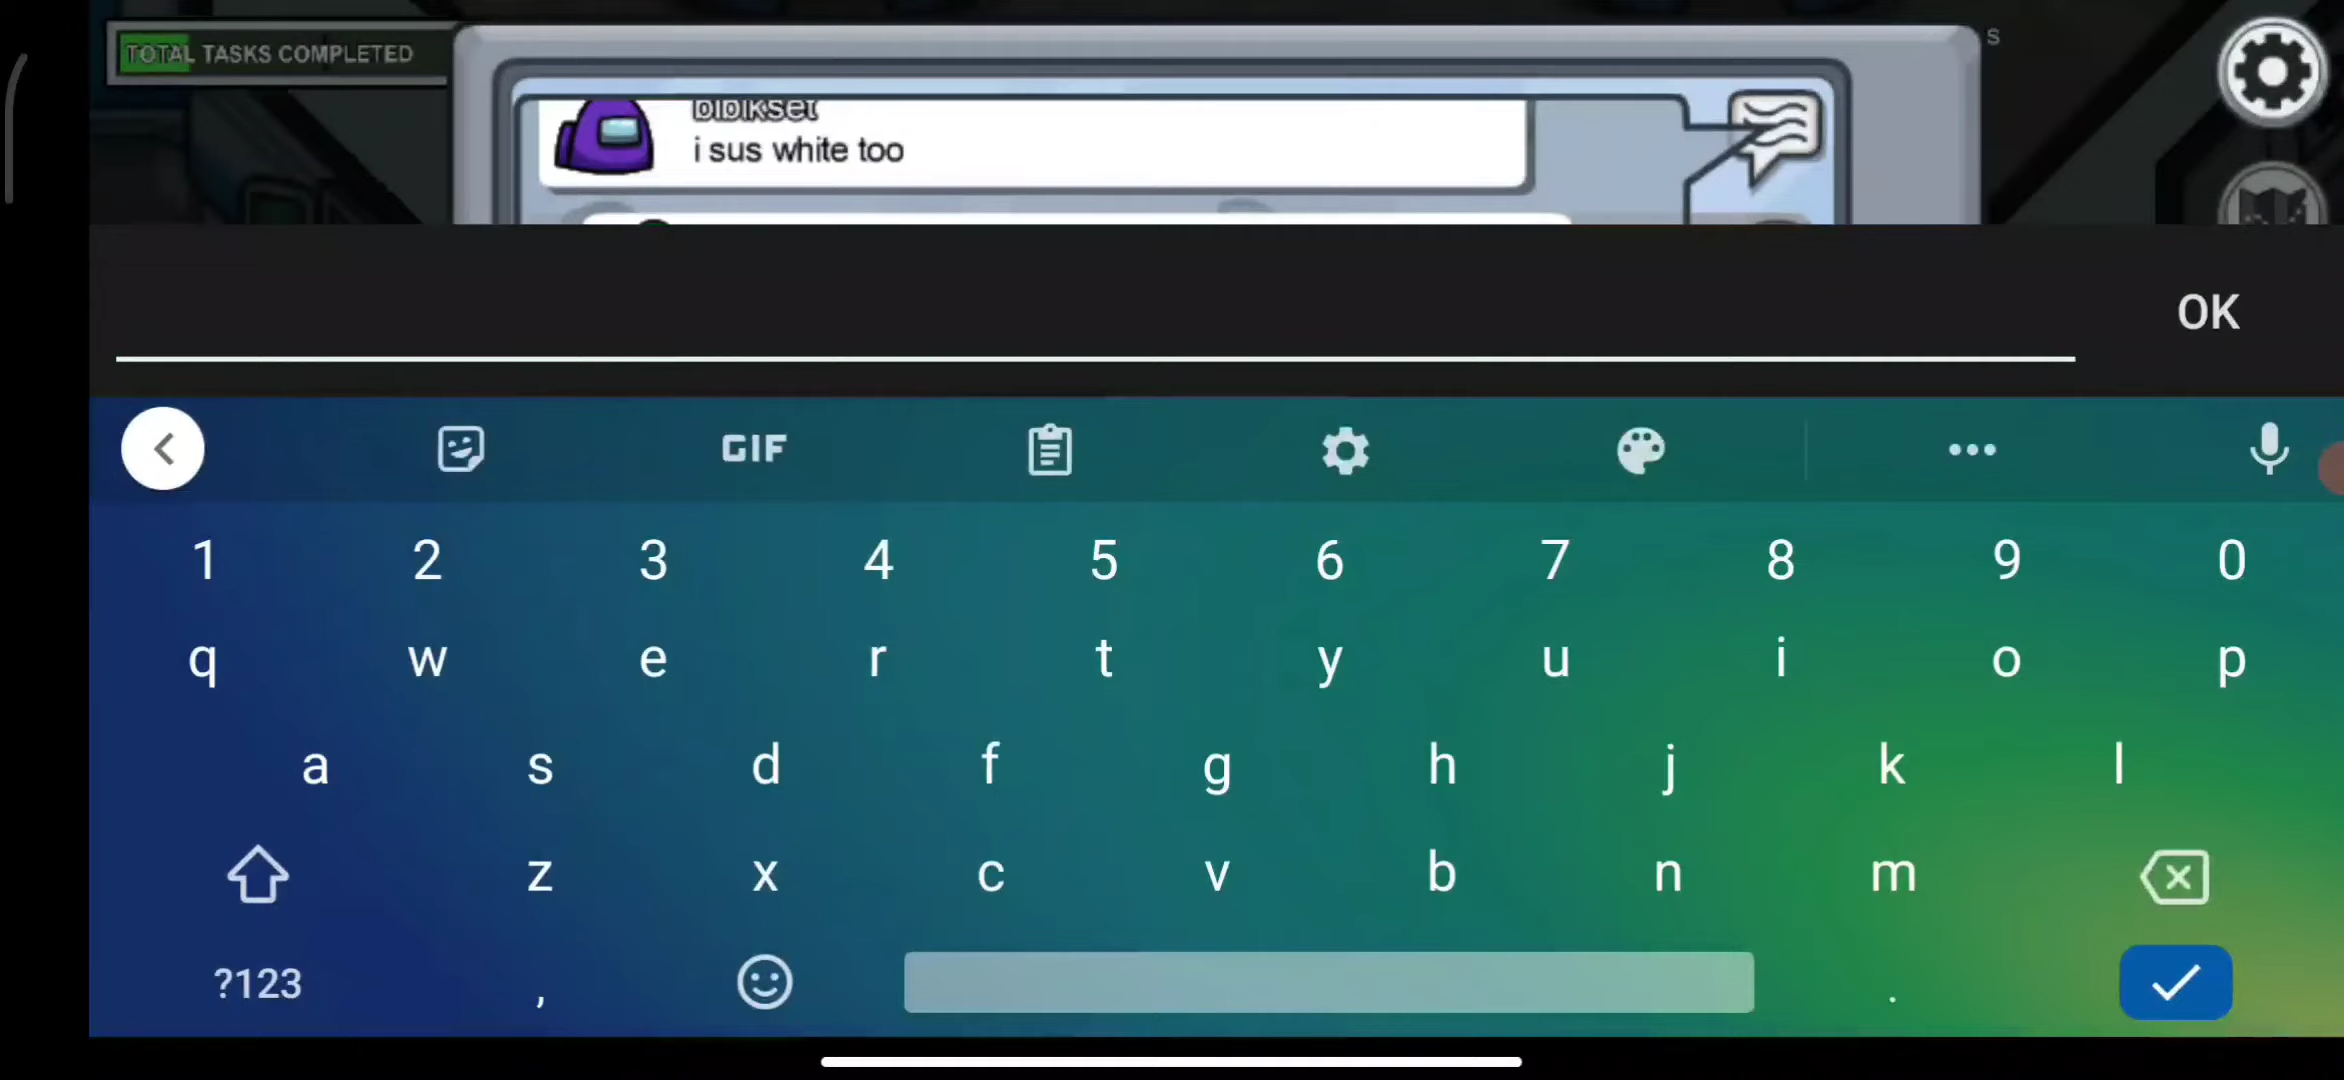 TOTAL TASKS COMPLETED
s
i sus white too
OK
GIF
1 2 3 4 5 6 7 8 9 0
q w e r t y u i o p
a s d f g h j k l
z x c v b n m
?123 , .